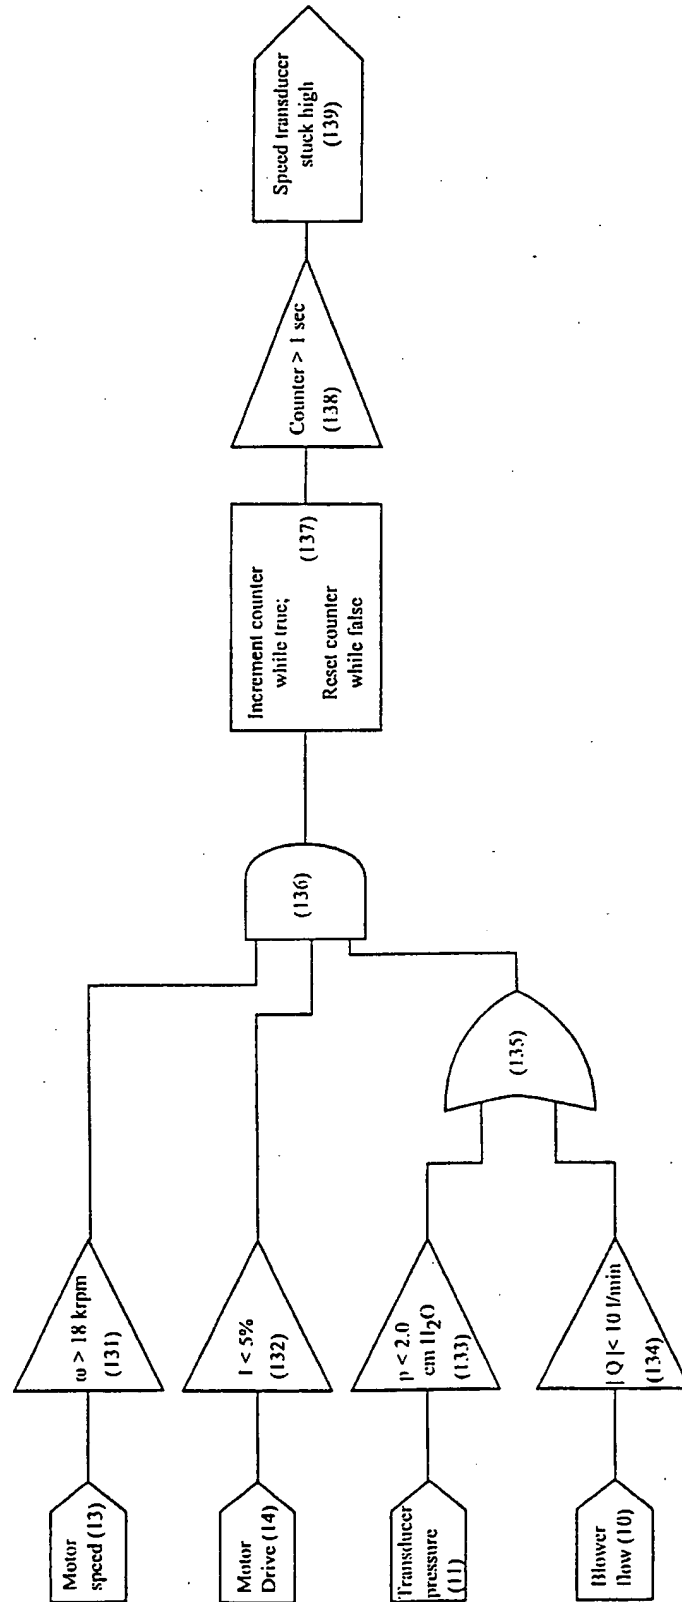 Motor
speed (13)
ω > 18 krpm
(131)
Motor
Drive (14)
I < 5%
(132)
Transducer
pressure
(11)
p < 2.0
cm H₂O
(133)
Blower
flow (10)
|Q|< 10 l/min
(134)
(135)
(136)
Increment counter
while true;
(137)
Reset counter
while false
Counter > 1 sec
(138)
Speed transducer
stuck high
(139)